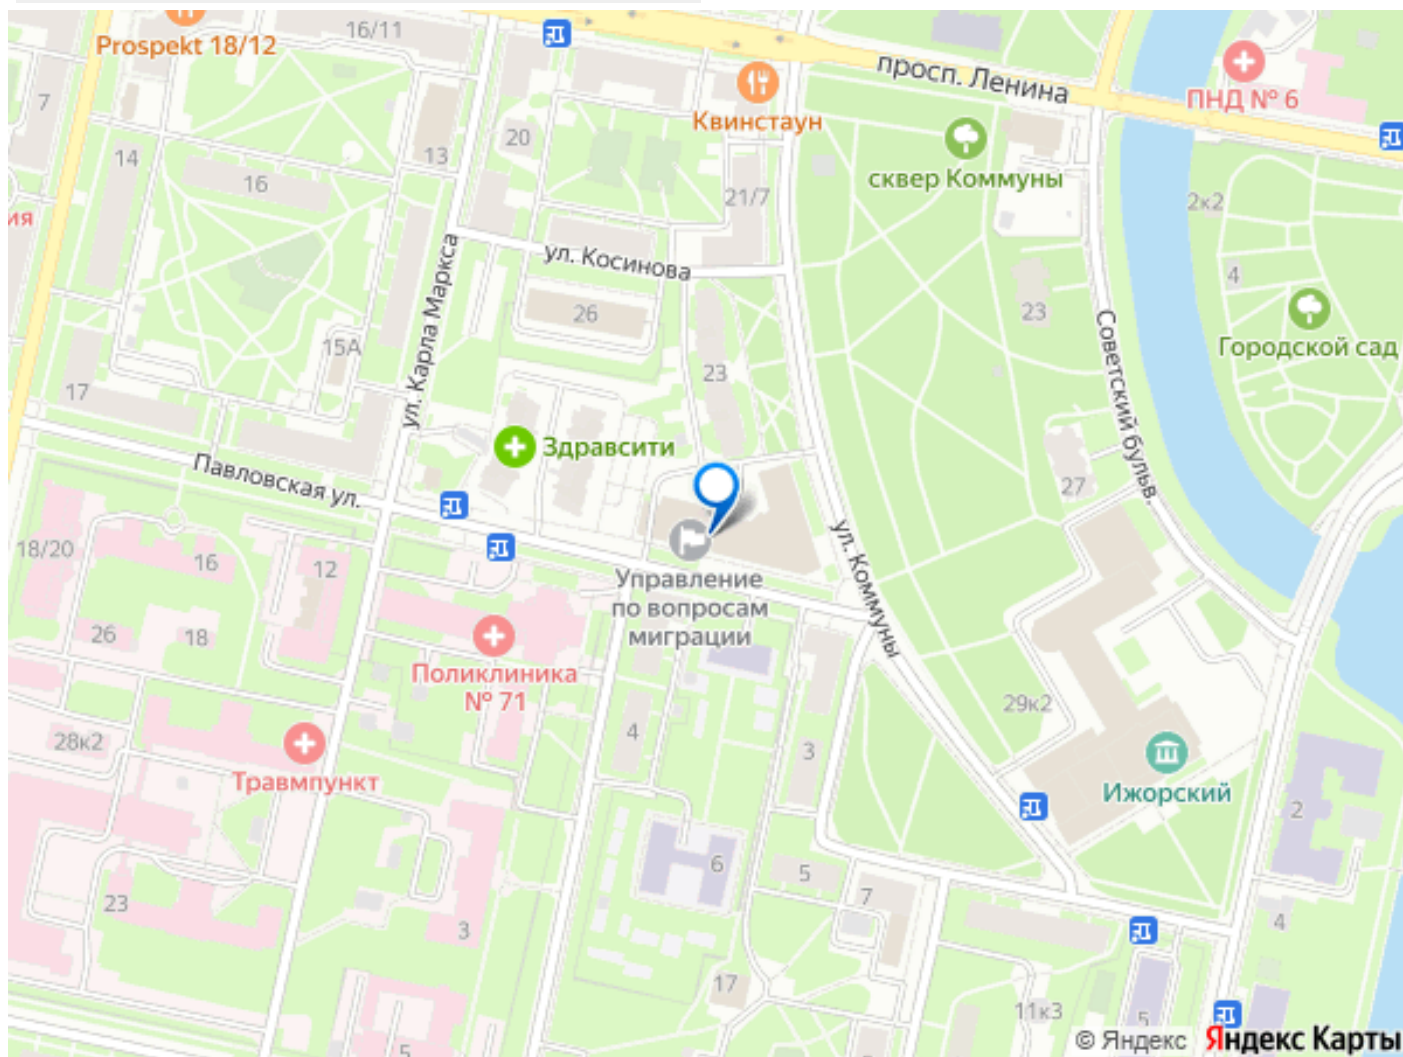 16/11
Prospekt 18/12
просп. Ленина
ПНД № 6
Квинстаун
7
20
13
14
16
сквер Коммуны
21/7
2к2
ия
ул. Косинова
4
ул. Карла Маркса
26
23
Советский бульв.
15А
Городской сад
23
17
Здравсити
Павловская ул.
27
ул. Коммуны
18/20
16
12
Управление
по вопросам
миграции
26
18
Поликлиника
№ 71
29к2
4
28к2
3
Травмпункт
Ижорский
2
6
5
7
23
3
4
17
11к3
5
5
© Яндекс Яндекс Карты